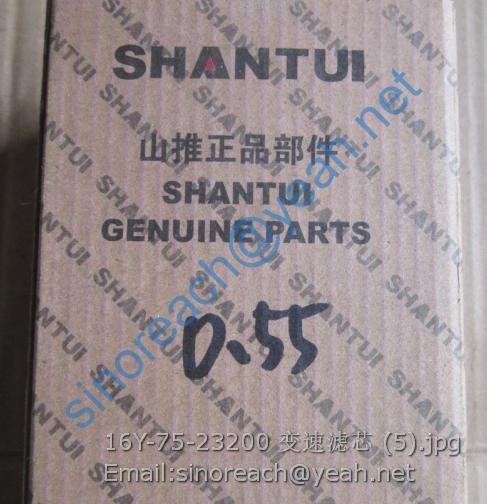 SHANTUI
山推正品部件
SHANTUI
GENUINE PARTS
0.55
sinoreach@yeah.net
16Y-75-23200 变速滤芯 (5).jpg
Email:sinoreach@yeah.net